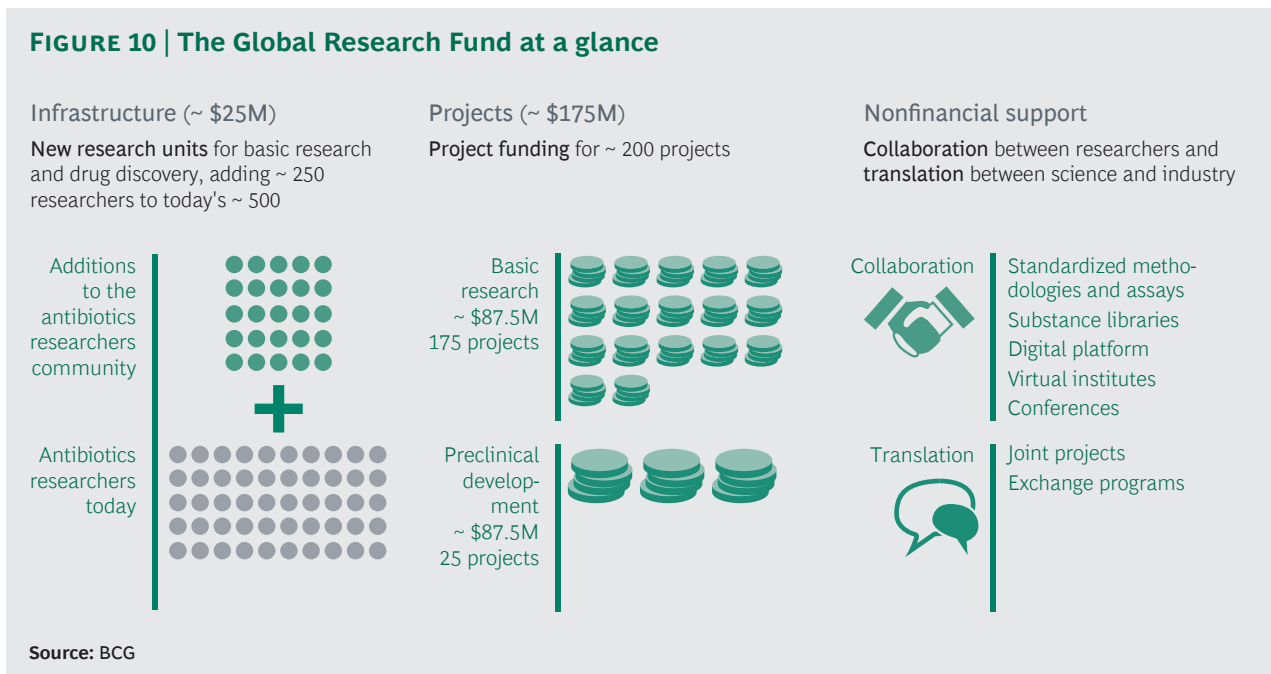 FIGURE 10 | The Global Research Fund at a glance
Infrastructure (~ $25M)
New research units for basic research
and drug discovery, adding ~ 250
researchers to today's ~ 500
Additions
to the
antibiotics
researchers
community
Antibiotics
researchers
today
Projects (~ $175M)
Project funding for ~ 200 projects
Basic
research
~ $87.5M
175 projects
Preclinical
develop-
ment
~ $87.5M
25 projects
Nonfinancial support
Collaboration between researchers and
translation between science and industry
Collaboration
Standardized metho-
dologies and assays
Substance libraries
Digital platform
Virtual institutes
Conferences
Translation
Joint projects
Exchange programs
Source: BCG